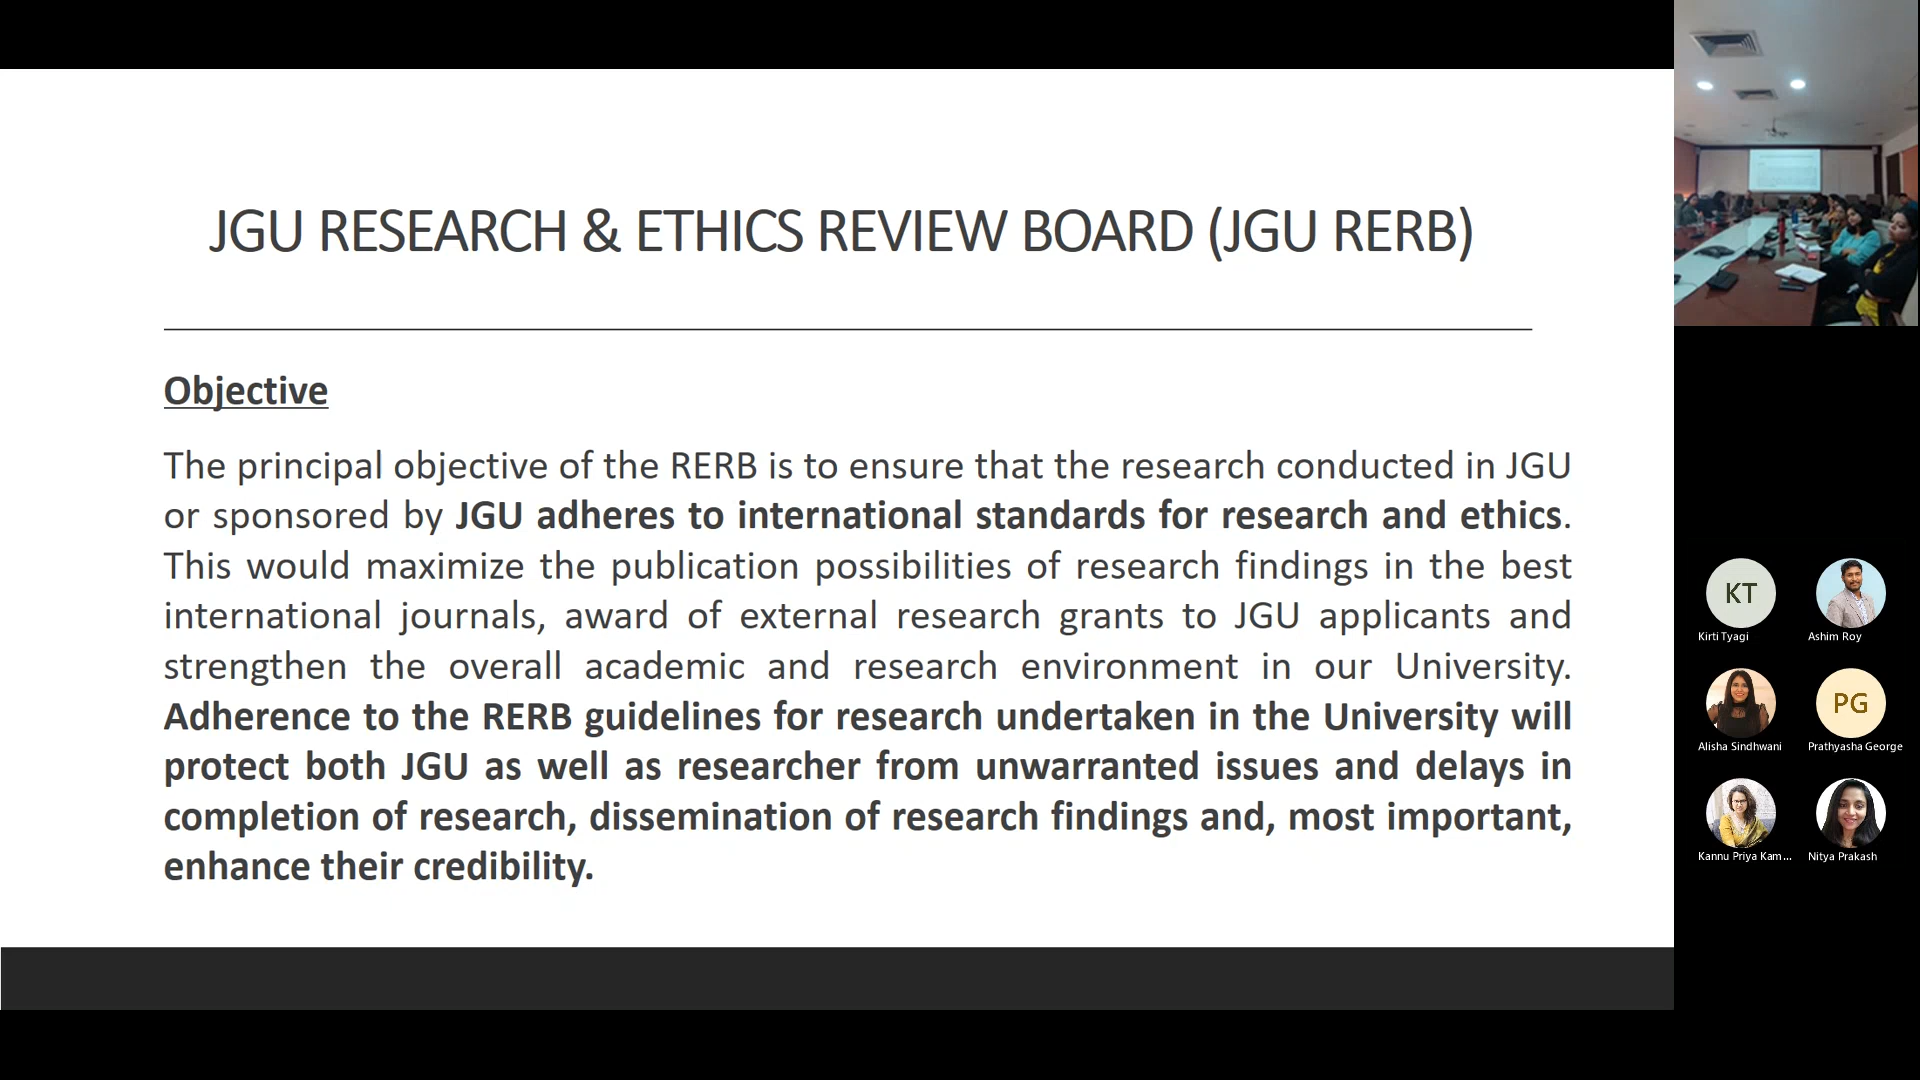 JGU RESEARCH & ETHICS REVIEW BOARD (JGU RERB)
Objective
The principal objective of the RERB is to ensure that the research conducted in JGU
or sponsored by JGU adheres to international standards for research and ethics.
This would maximize the publication possibilities of research findings in the best
international journals, award of external research grants to JGU applicants and
strengthen the overall academic and research environment in our University.
Adherence to the RERB guidelines for research undertaken in the University will
protect both JGU as well as researcher from unwarranted issues and delays in
completion of research, dissemination of research findings and, most important,
enhance their credibility.
KT
Kirti Tyagi
Ashim Roy
Alisha Sindhwani
PG
Prathyasha George
Kannu Priya Kam...
Nitya Prakash